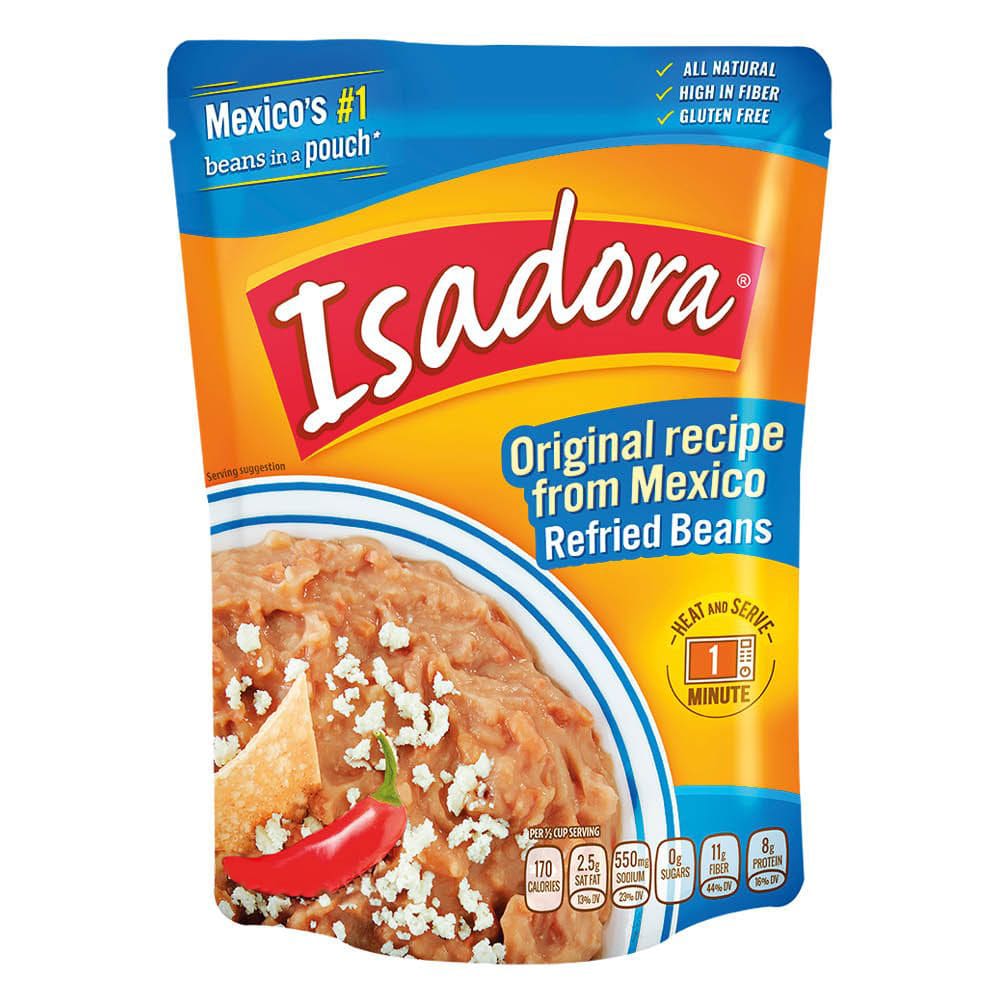 Mexico's #1
beans in a pouch*
✓ ALL NATURAL
✓ HIGH IN FIBER
✓ GLUTEN FREE
Isadora®
Original recipe
from Mexico
Refried Beans
Serving suggestion
HEAT AND SERVE
1
MINUTE
PER ½ CUP SERVING
170
CALORIES
2.5g
SAT FAT
13% DV
550mg
SODIUM
23% DV
0g
SUGARS
11g
FIBER
44% DV
8g
PROTEIN
16% DV